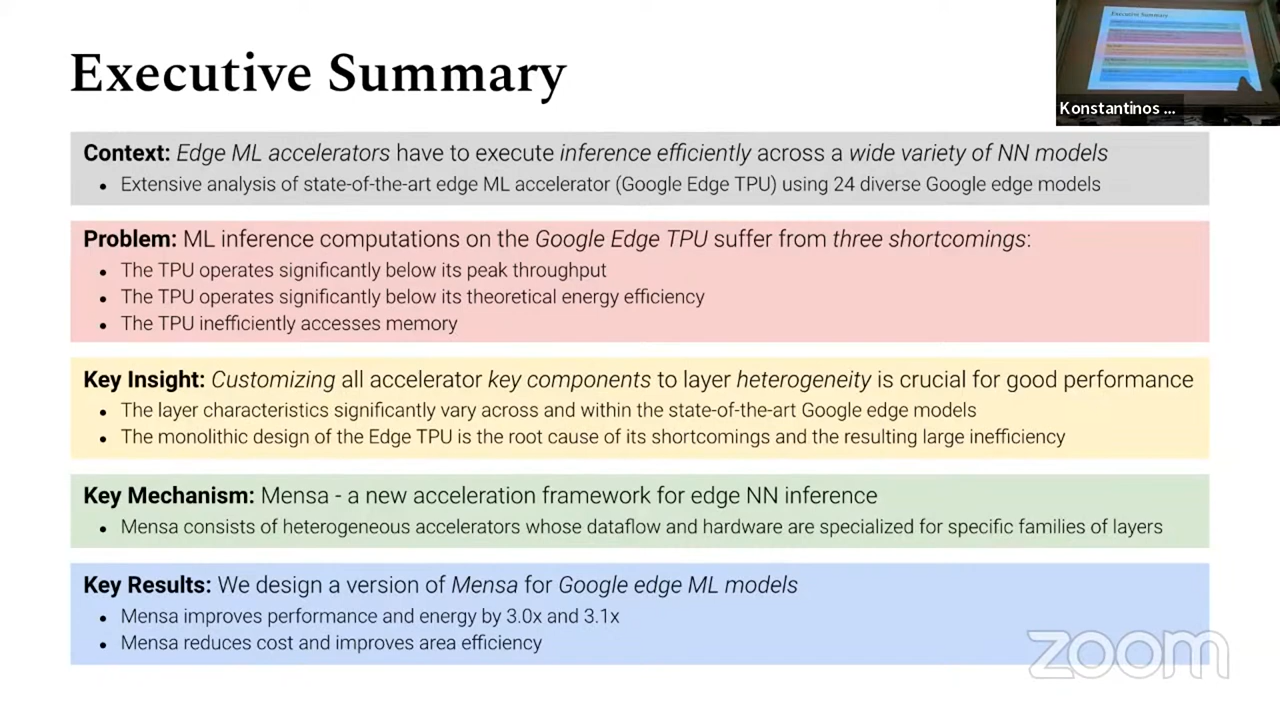 Executive Summary
Executive Summary
Konstantinos ...
Context: Edge ML accelerators have to execute inference efficiently across a wide variety of NN models
• Extensive analysis of state-of-the-art edge ML accelerator (Google Edge TPU) using 24 diverse Google edge models
Problem: ML inference computations on the Google Edge TPU suffer from three shortcomings:
• The TPU operates significantly below its peak throughput
• The TPU operates significantly below its theoretical energy efficiency
• The TPU inefficiently accesses memory
Key Insight: Customizing all accelerator key components to layer heterogeneity is crucial for good performance
• The layer characteristics significantly vary across and within the state-of-the-art Google edge models
• The monolithic design of the Edge TPU is the root cause of its shortcomings and the resulting large inefficiency
Key Mechanism: Mensa - a new acceleration framework for edge NN inference
• Mensa consists of heterogeneous accelerators whose dataflow and hardware are specialized for specific families of layers
Key Results: We design a version of Mensa for Google edge ML models
• Mensa improves performance and energy by 3.0x and 3.1x
• Mensa reduces cost and improves area efficiency
zoom